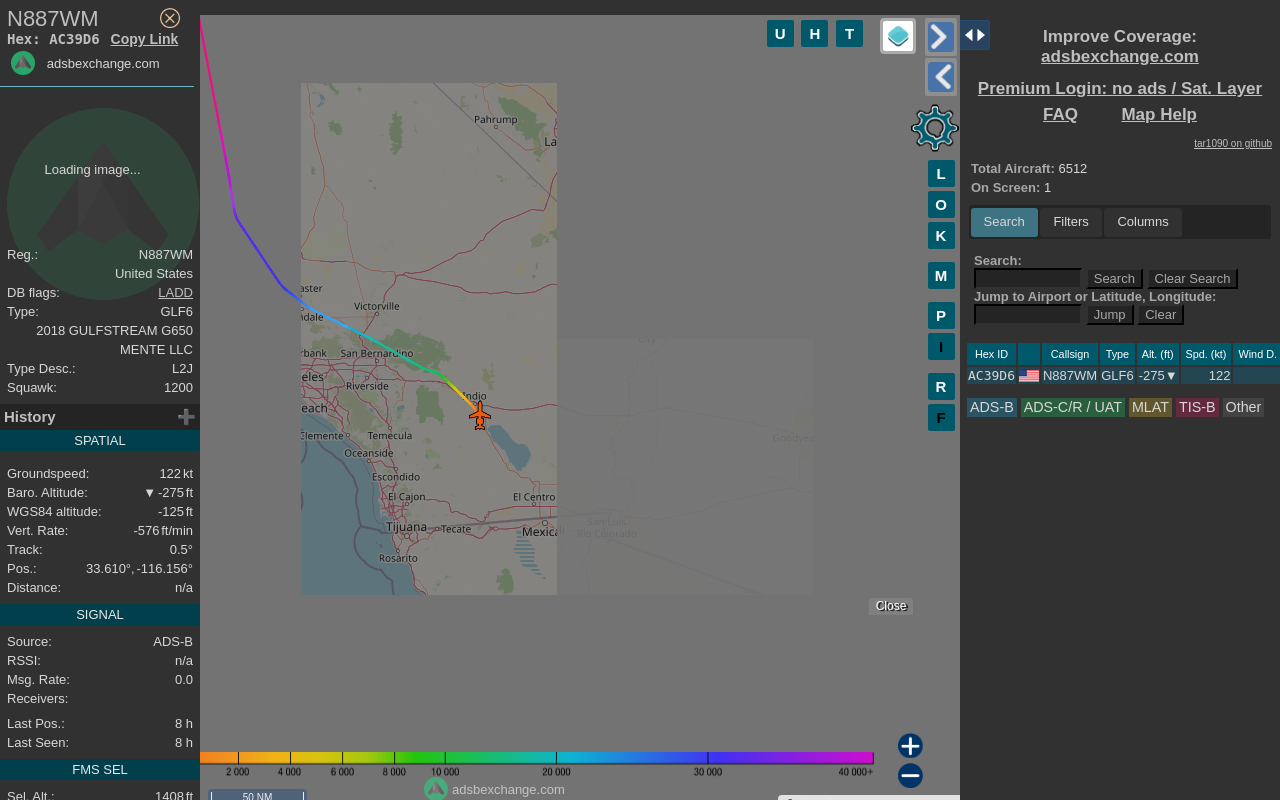 N887WM
Hex: AC39D6 Copy Link
adsbexchange.com
Loading image...
Reg.: N887WM
United States
DB flags: LADD
Type: GLF6
2018 GULFSTREAM G650
MENTE LLC
Type Desc.: L2J
Squawk: 1200
History
SPATIAL
Groundspeed: 122 kt
Baro. Altitude: ▼ -275 ft
WGS84 altitude: -125 ft
Vert. Rate: -576 ft/min
Track: 0.5°
Pos.: 33.610°, -116.156°
Distance: n/a
SIGNAL
Source: ADS-B
RSSI: n/a
Msg. Rate: 0.0
Receivers:
Last Pos.: 8 h
Last Seen: 8 h
FMS SEL
Sel. Alt.: 1408 ft
U H T
Pahrump
La
aster
Victorville
dale
rbank
San Bernardino
eles
Riverside
Indio
each
Clemente
Temecula
Oceanside
Escondido
El Cajon
El Centro
Tijuana
Tecate
Mexica
Rosarito
San Luis
Río Colorado
L
O
K
M
P
I
R
F
Close
2 000 4 000 6 000 8 000 10 000 20 000 30 000 40 000+
adsbexchange.com
50 NM
Improve Coverage:
adsbexchange.com
Premium Login: no ads / Sat. Layer
FAQ Map Help
tar1090 on github
Total Aircraft: 6512
On Screen: 1
Search Filters Columns
Search:
Search Clear Search
Jump to Airport or Latitude, Longitude:
Jump Clear
Hex ID Callsign Type Alt. (ft) Spd. (kt) Wind D.
AC39D6 N887WM GLF6 -275▼ 122
ADS-B ADS-C/R / UAT MLAT TIS-B Other